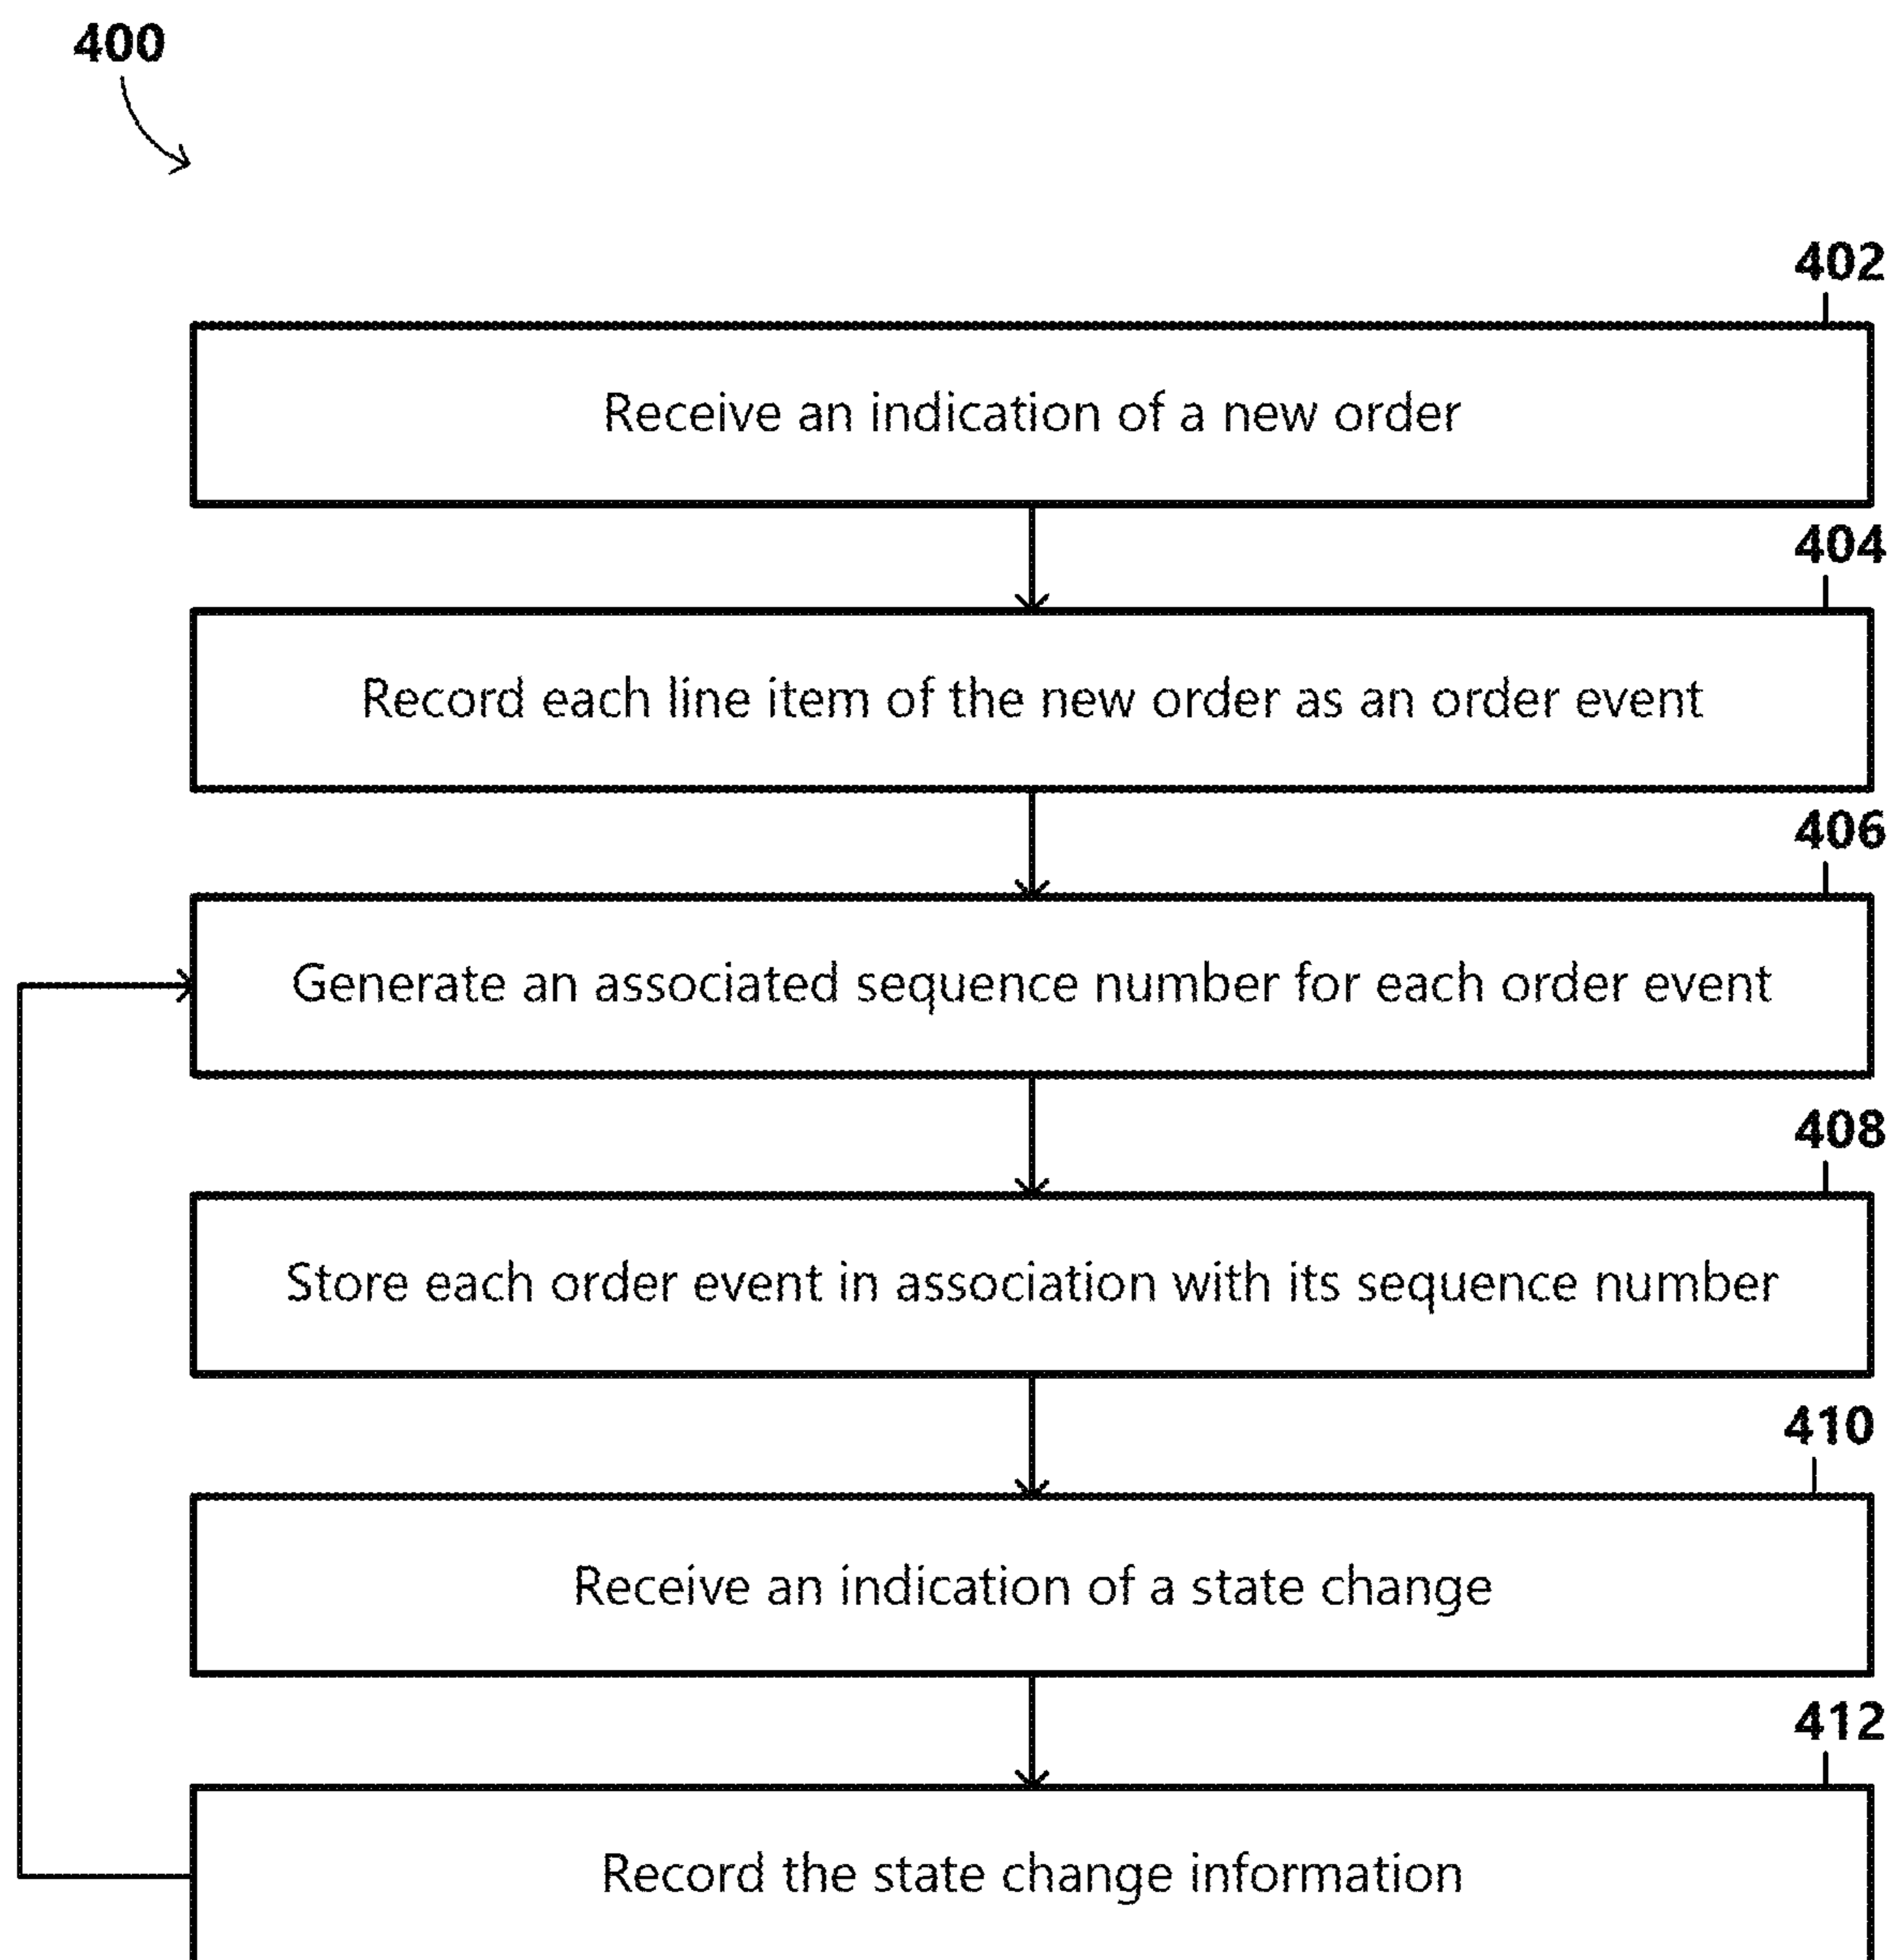 400
402
Receive an indication of a new order
404
Record each line item of the new order as an order event
406
Generate an associated sequence number for each order event
408
Store each order event in association with its sequence number
410
Receive an indication of a state change
412
Record the state change information